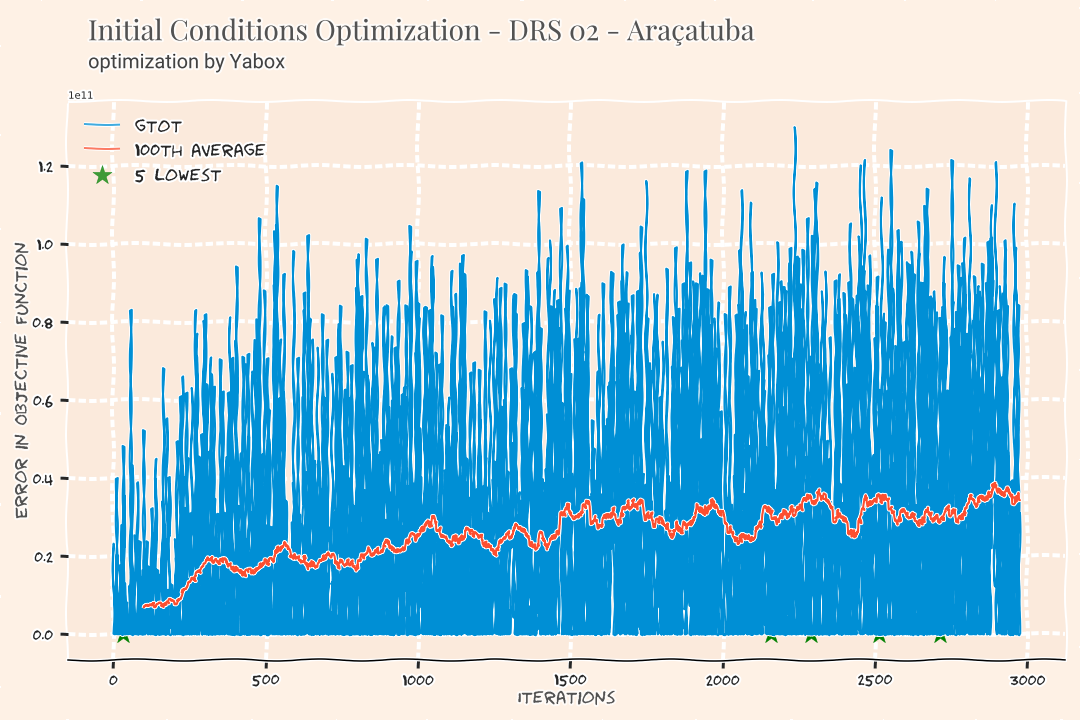 Initial Conditions Optimization - DRS 02 - Araçatuba
optimization by Yabox
1e11
GTOT
100TH AVERAGE
5 LOWEST
1.2
1.0
0.8
0.6
0.4
0.2
0.0
ERROR IN OBJECTIVE FUNCTION
0 500 1000 1500 2000 2500 3000
ITERATIONS